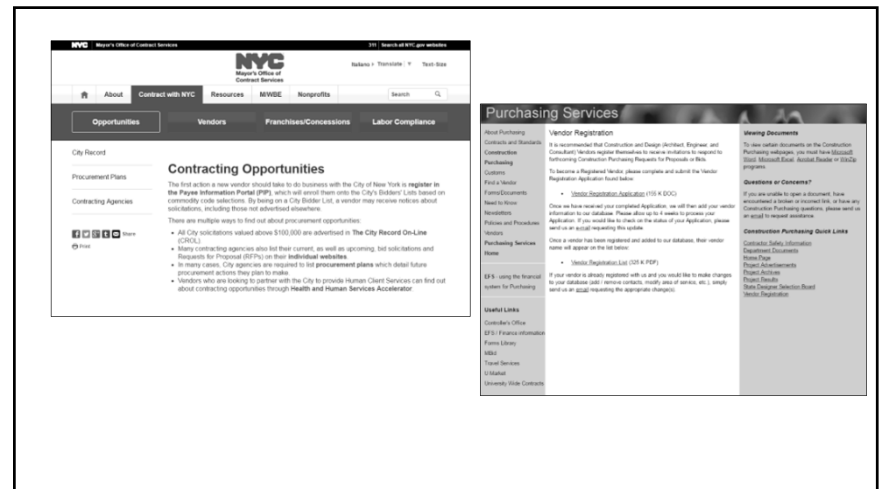 NYC Mayor's Office of Contract Services
311 Search all NYC.gov websites
NYC
Mayor's Office of
Contract Services
Italiano Translate ▼ Text-Size
About Contract with NYC Resources M/WBE Nonprofits Search
Opportunities Vendors Franchises/Concessions Labor Compliance
City Record
Procurement Plans
Contracting Agencies
Share
Print
Contracting Opportunities
The first action a new vendor should take to do business with the City of New York is register in
the Payee Information Portal (PIP), which will enroll them onto the City's Bidders' Lists based on
commodity code selections. By being on a City Bidder List, a vendor may receive notices about
solicitations, including those not advertised elsewhere.
There are multiple ways to find out about procurement opportunities:
• All City solicitations valued above $100,000 are advertised in The City Record On-Line
(CROL).
• Many contracting agencies also list their current, as well as upcoming, bid solicitations and
Requests for Proposal (RFPs) on their individual websites.
• In many cases, City agencies are required to list procurement plans which detail future
procurement actions they plan to make.
• Vendors who are looking to partner with the City to provide Human Client Services can find out
about contracting opportunities through Health and Human Services Accelerator
Purchasing Services
About Purchasing
Contracts and Standards
Construction
Purchasing
Customs
Find a Vendor
Forms/Documents
Need to Know
Newsletters
Policies and Procedures
Vendors
Purchasing Services
Home
EFS - using the financial
system for Purchasing
Useful Links
Controller's Office
EFS / Finance information
Forms Library
MBU
Travel Services
U Market
University Wide Contracts
Vendor Registration
It is recommended that Construction and Design (Architect, Engineer, and
Consultant) Vendors register themselves to receive invitations to respond to
forthcoming Construction Purchasing Requests for Proposals or Bids.
To become a Registered Vendor, please complete and submit the Vendor
Registration Application found below:
• Vendor Registration Application (155 K DOC)
Once we have received your completed Application, we will then add your vendor
information to our database. Please allow up to 4 weeks to process your
Application. If you would like to check on the status of your Application, please
send us an email requesting this update.
Once a vendor has been registered and added to our database, their vendor
name will appear on the list below:
• Vendor Registration List (325 K PDF)
If your vendor is already registered with us and you would like to make changes
to your database (add / remove contacts, modify area of service, etc.), simply
send us an email requesting the appropriate change(s).
Viewing Documents
To view certain documents on the Construction
Purchasing webpages, you must have Microsoft
Word, Microsoft Excel, Acrobat Reader or WinZip
programs.
Questions or Concerns?
If you are unable to open a document, have
encountered a broken or incorrect link, or have any
Construction Purchasing questions, please send us
an email to request assistance.
Construction Purchasing Quick Links
Contractor Safety Information
Department Documents
Home Page
Project Advertisements
Project Archives
Project Results
State Designer Selection Board
Vendor Registration